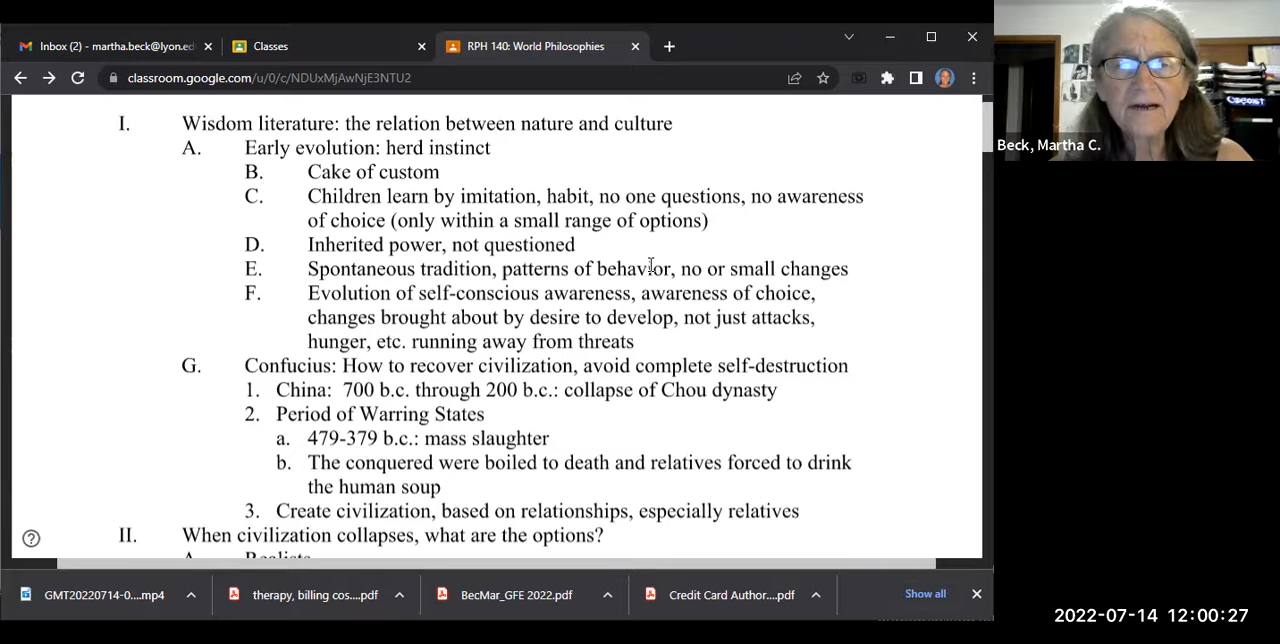 Inbox (2) - martha.beck@lyon.ed
Classes
RPH 140: World Philosophies
classroom.google.com/u/0/c/NDUxMjAwNjE3NTU2
I. Wisdom literature: the relation between nature and culture
A. Early evolution: herd instinct
B. Cake of custom
C. Children learn by imitation, habit, no one questions, no awareness
of choice (only within a small range of options)
D. Inherited power, not questioned
E. Spontaneous tradition, patterns of behavior, no or small changes
F. Evolution of self-conscious awareness, awareness of choice,
changes brought about by desire to develop, not just attacks,
hunger, etc. running away from threats
G. Confucius: How to recover civilization, avoid complete self-destruction
1. China: 700 b.c. through 200 b.c.: collapse of Chou dynasty
2. Period of Warring States
a. 479-379 b.c.: mass slaughter
b. The conquered were boiled to death and relatives forced to drink
the human soup
3. Create civilization, based on relationships, especially relatives
II. When civilization collapses, what are the options?
A. Realists
Beck, Martha C.
GMT20220714-0....mp4
therapy, billing cos....pdf
BecMar_GFE 2022.pdf
Credit Card Author....pdf
Show all
2022-07-14 12:00:27